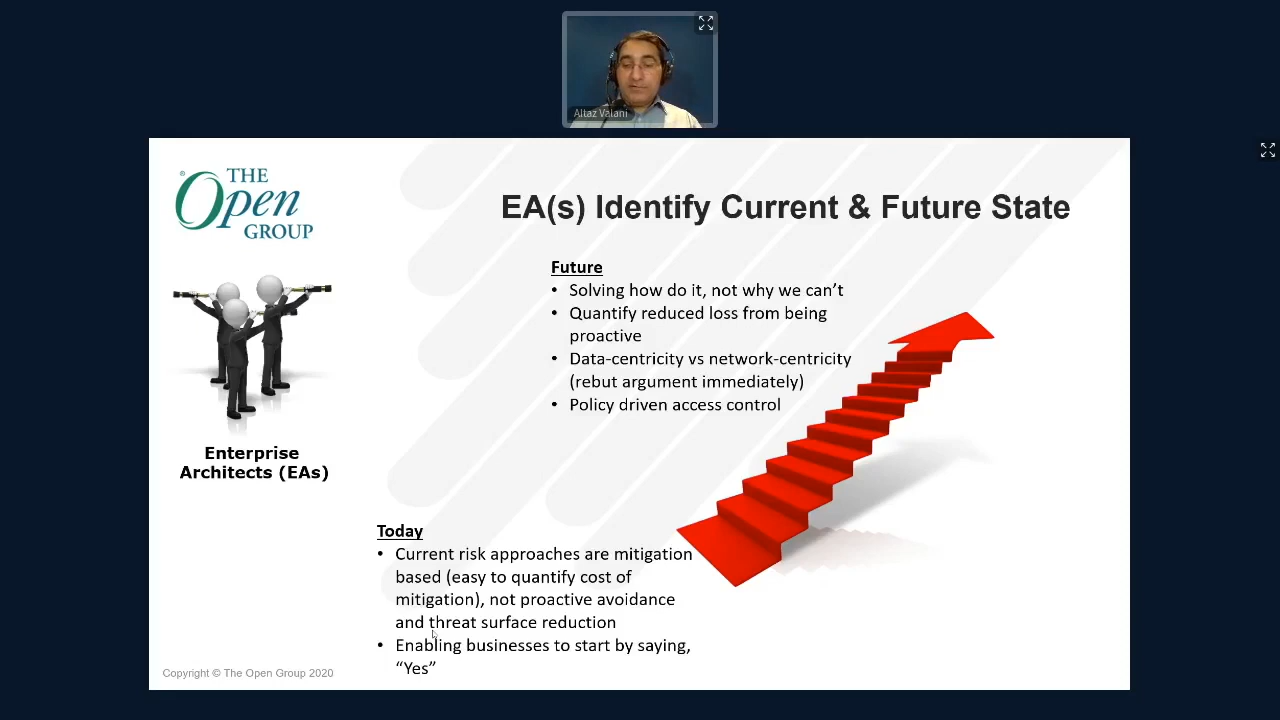 Altaz Valani
THE
Open
GROUP
®
EA(s) Identify Current & Future State
Future
• Solving how do it, not why we can’t
• Quantify reduced loss from being
proactive
• Data-centricity vs network-centricity
(rebut argument immediately)
• Policy driven access control
Enterprise
Architects (EAs)
Today
• Current risk approaches are mitigation
based (easy to quantify cost of
mitigation), not proactive avoidance
and threat surface reduction
• Enabling businesses to start by saying,
“Yes”
Copyright © The Open Group 2020